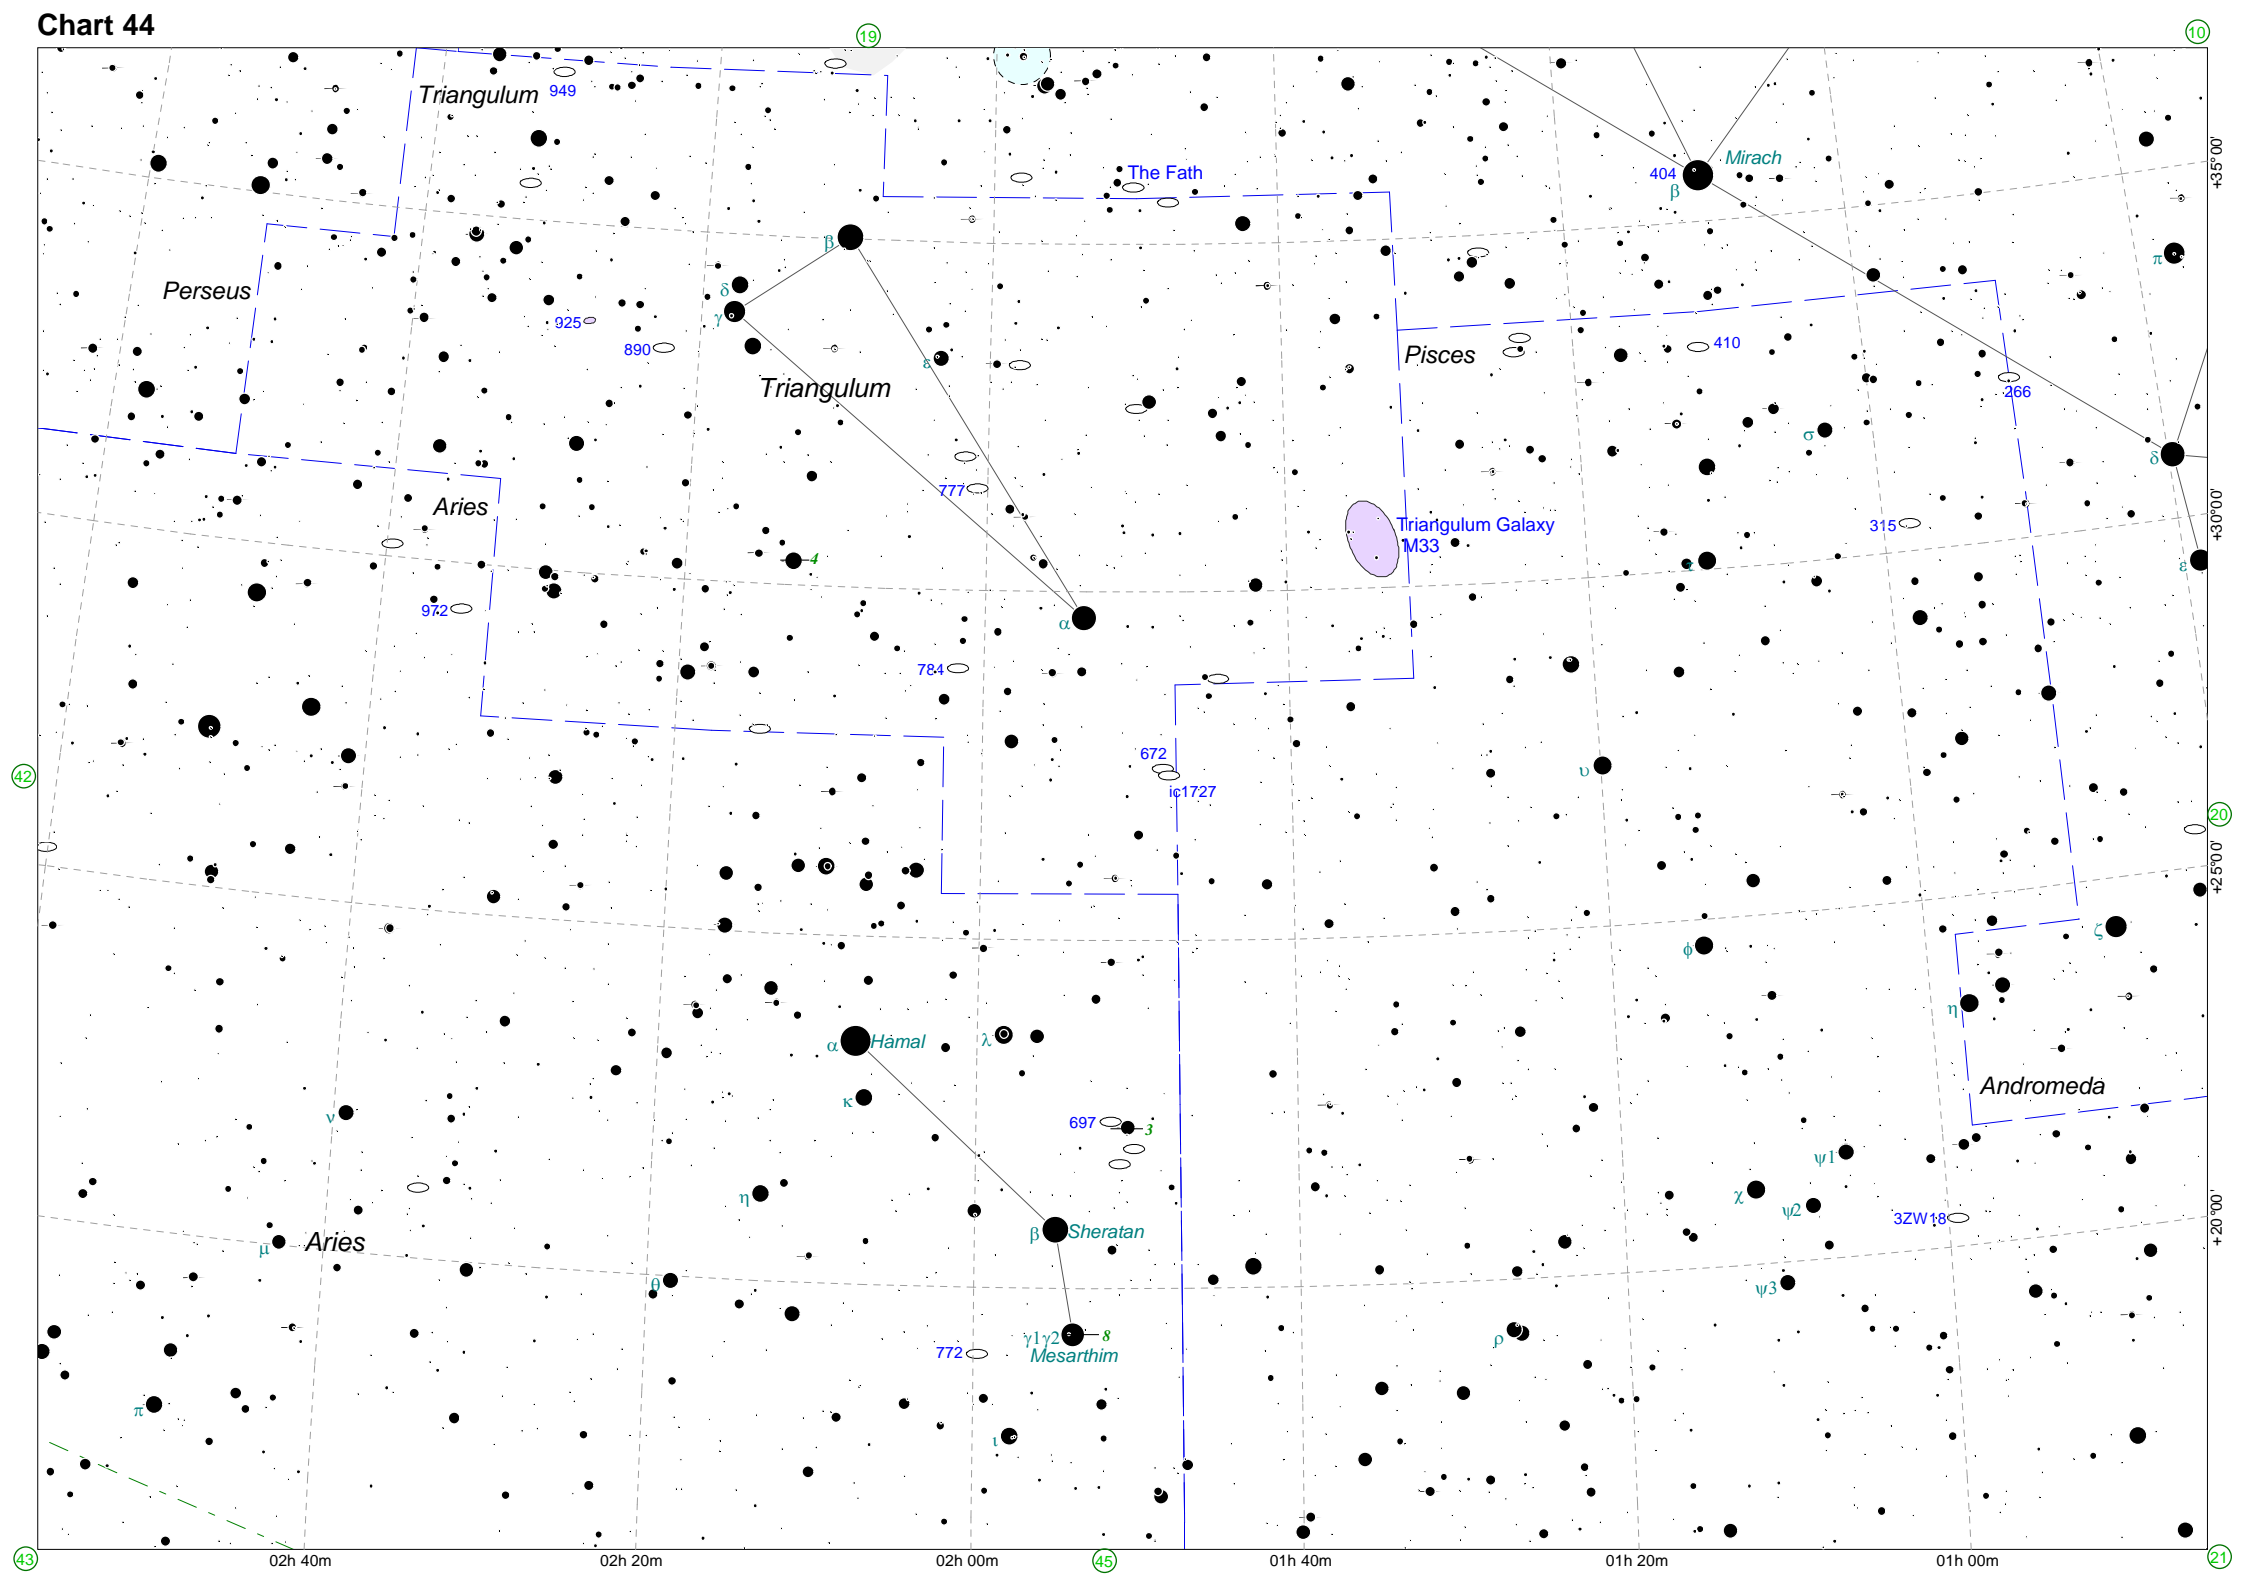 Chart 44
19
10
Triangulum
949
The Fath
Mirach
404
β
+35°00'
β
π
Perseus
δ
γ
925
890
ε
Pisces
410
Triangulum
266
σ
δ
777
Aries
Triangulum Galaxy
M33
315
+30°00'
4
τ
ε
972
α
784
672
υ
42
ic1727
20
+25°00'
ζ
φ
η
α
Hamal
λ
Andromeda
κ
ν
697
3
ψ1
η
χ
ψ2
3ZW18
β
Sheratan
+20°00'
μ
Aries
θ
ψ3
γ1γ2
8
ρ
772
Mesarthim
π
ι
43
02h 40m
02h 20m
02h 00m
45
01h 40m
01h 20m
01h 00m
21